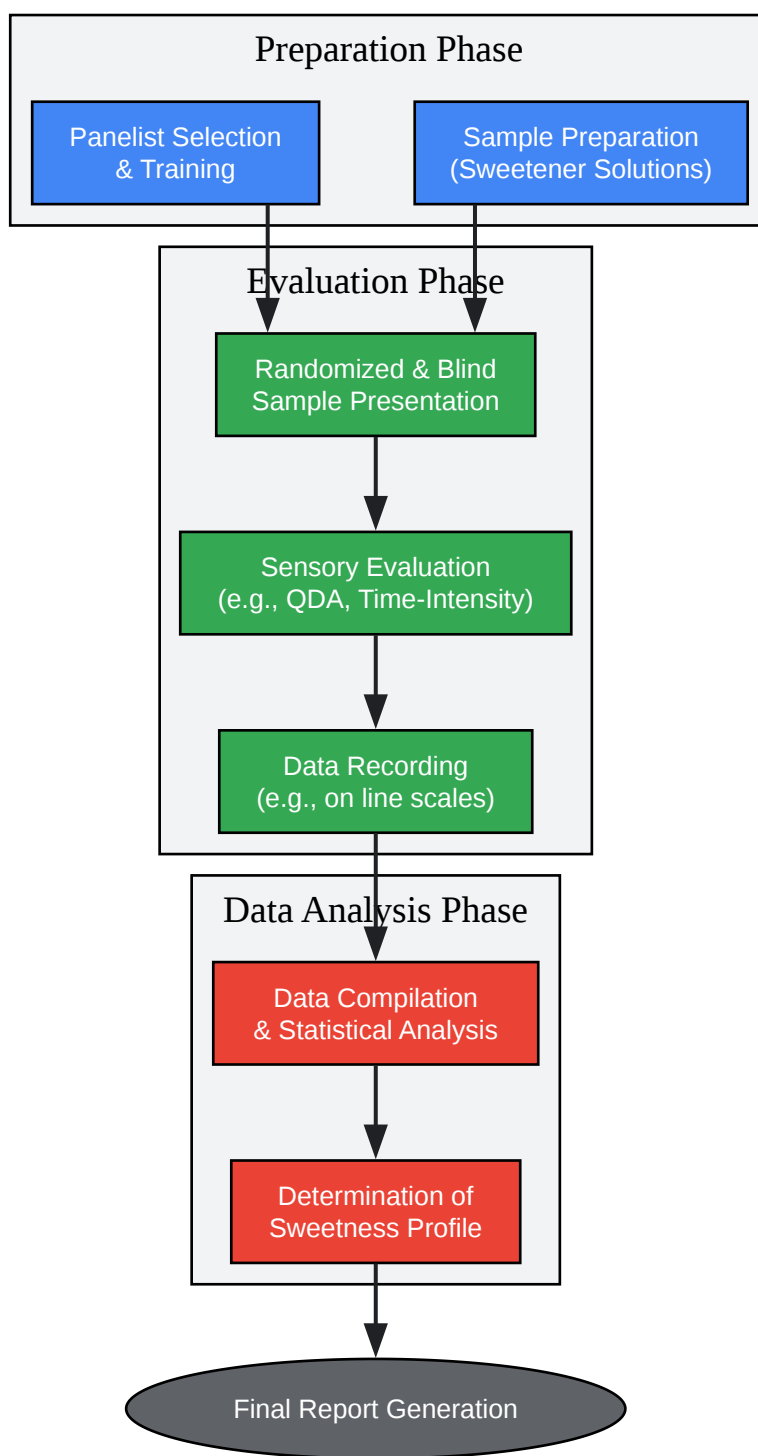 Preparation Phase
Panelist Selection
& Training
Sample Preparation
(Sweetener Solutions)
Evaluation Phase
Randomized & Blind
Sample Presentation
Sensory Evaluation
(e.g., QDA, Time-Intensity)
Data Recording
(e.g., on line scales)
Data Analysis Phase
Data Compilation
& Statistical Analysis
Determination of
Sweetness Profile
Final Report Generation